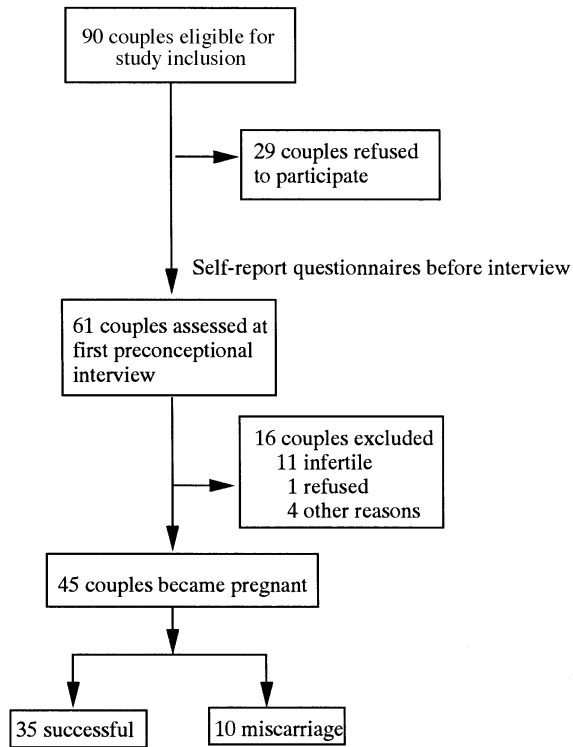 90 couples eligible for
study inclusion
29 couples refused
to participate
Self-report questionnaires before interview
61 couples assessed at
first preconceptional
interview
16 couples excluded
11 infertile
1 refused
4 other reasons
45 couples became pregnant
35 successful
10 miscarriage